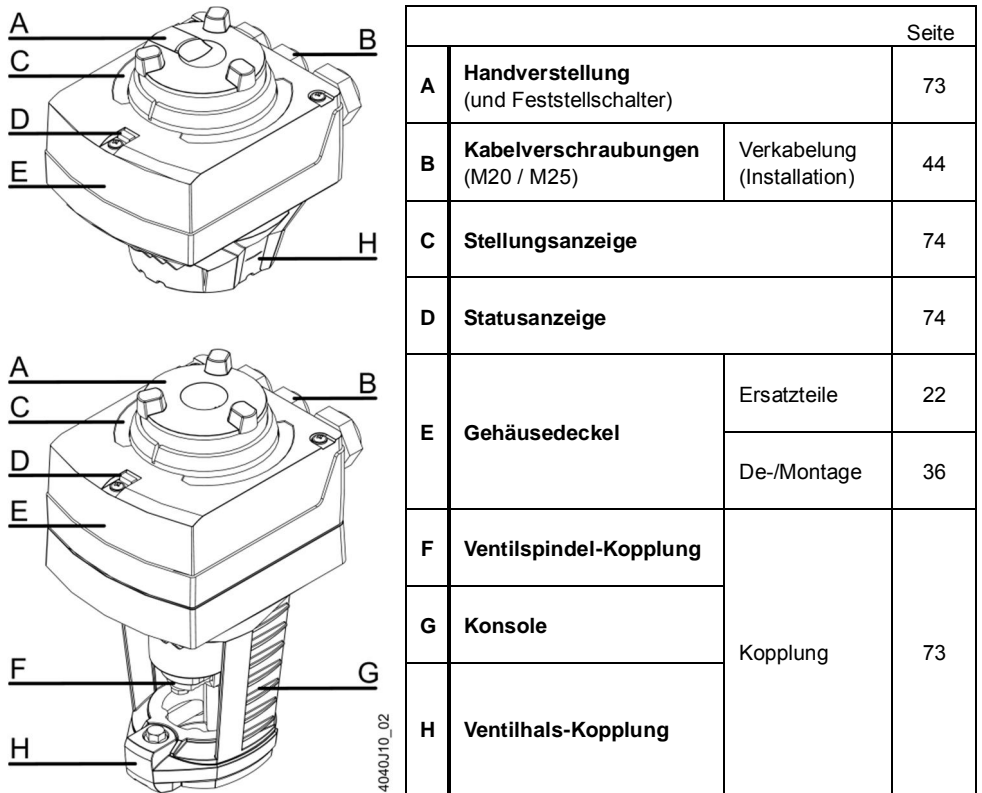 A
B
C
D
E
H
A
B
C
D
E
F
G
H
4040J10_02
Seite
A Handverstellung 73
(und Feststellschalter)
B Kabelverschraubungen Verkabelung 44
(M20 / M25) (Installation)
C Stellungsanzeige 74
D Statusanzeige 74
E Gehäusedeckel Ersatzteile 22
De-/Montage 36
F Ventilspindel-Kopplung
G Konsole
Kopplung 73
H Ventilhals-Kopplung